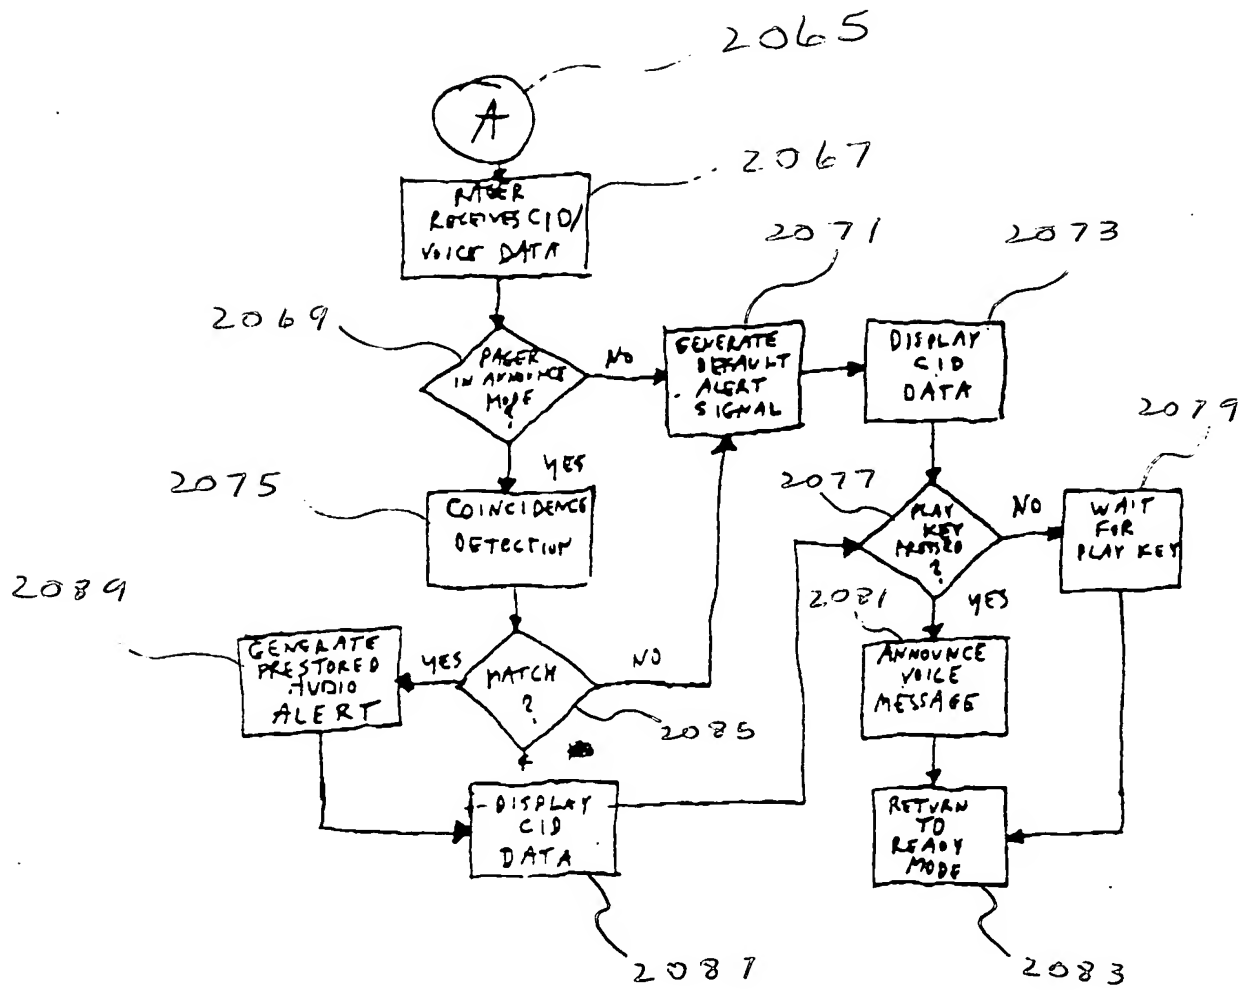 2065
A
2067
PAGER
RECEIVES CID/
VOICE DATA
2071
2073
2069
PAGER
IN ANNOUNCE
MODE
?
NO
GENERATE
DEFAULT
ALERT
SIGNAL
DISPLAY
CID
DATA
2079
YES
2075
COINCIDENCE
DETECTION
2077
PLAY
KEY
PRESSED
?
NO
WAIT
FOR
PLAY KEY
2089
2081
YES
GENERATE
PRESTORED
AUDIO
ALERT
YES
MATCH
?
NO
2085
ANNOUNCE
VOICE
MESSAGE
DISPLAY
CID
DATA
RETURN
TO
READY
MODE
2087
2083